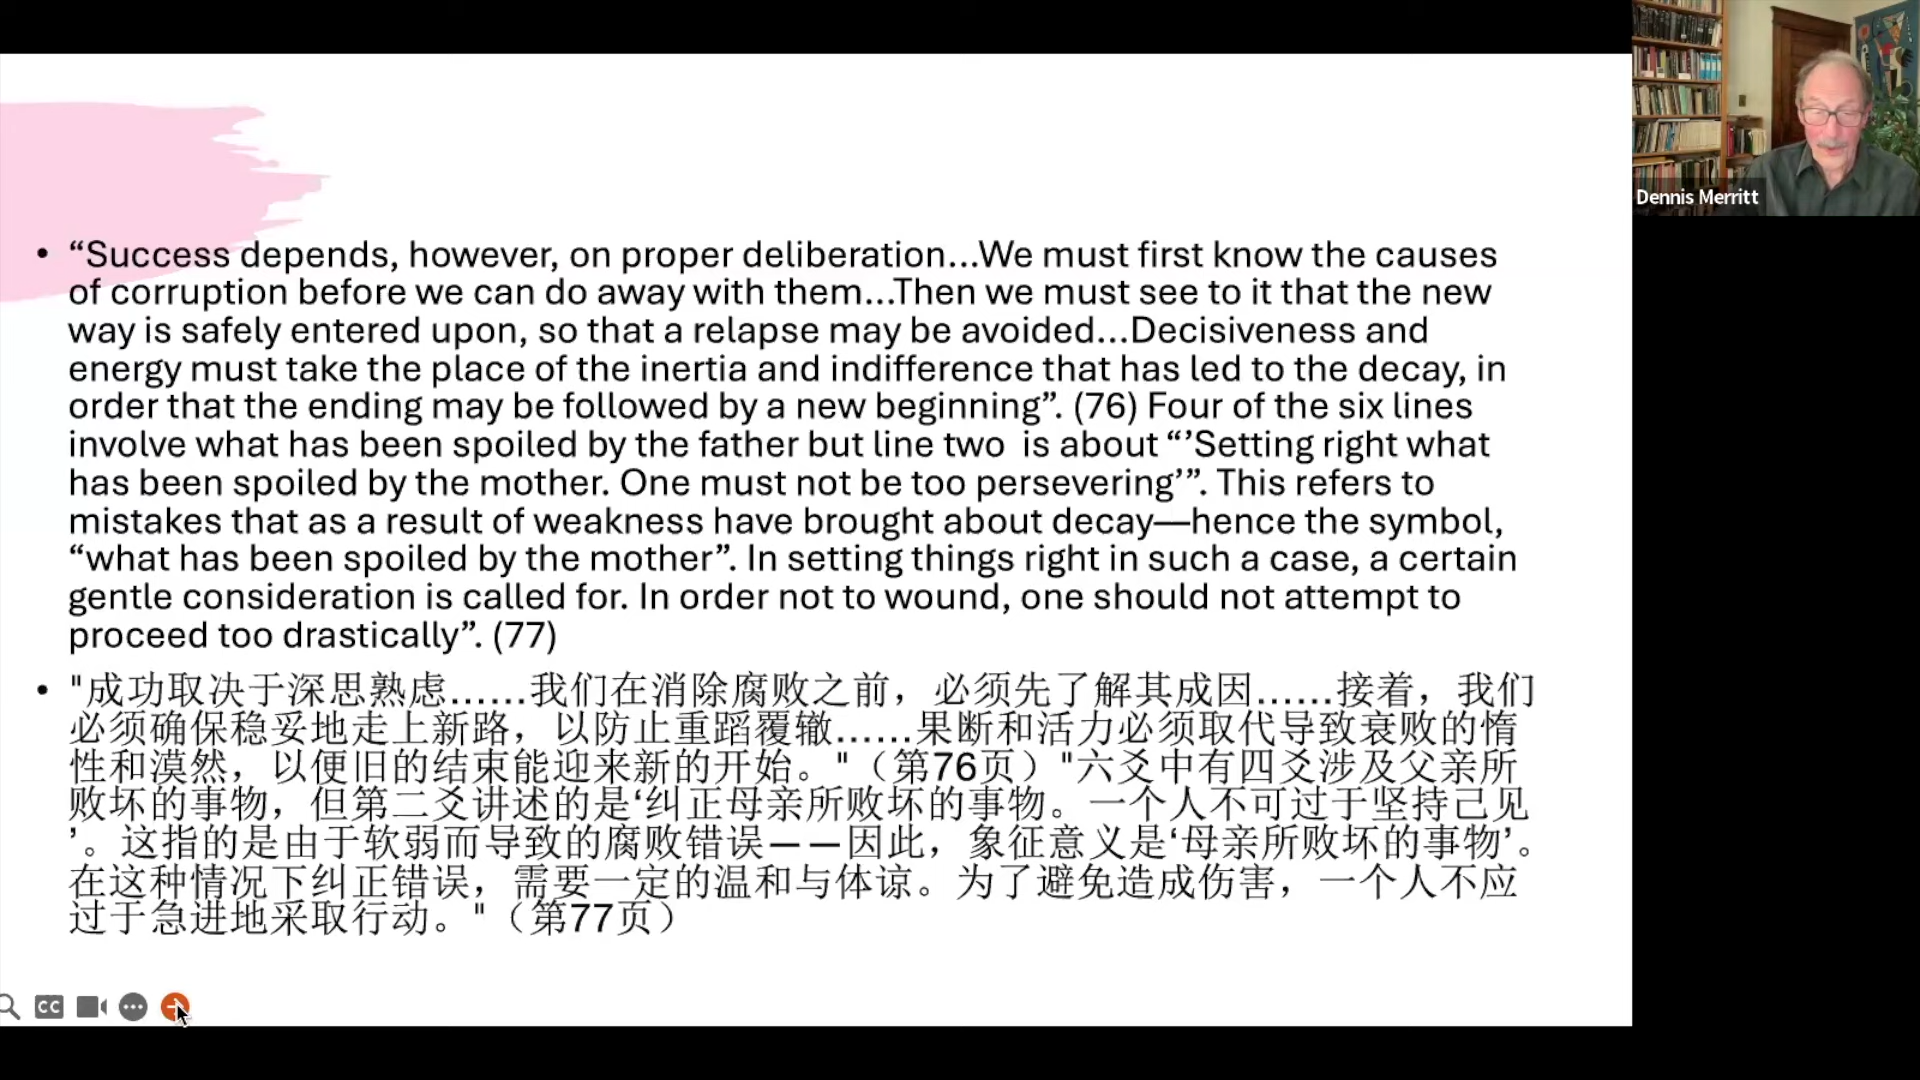 Dennis Merritt
• “Success depends, however, on proper deliberation...We must first know the causes
of corruption before we can do away with them...Then we must see to it that the new
way is safely entered upon, so that a relapse may be avoided...Decisiveness and
energy must take the place of the inertia and indifference that has led to the decay, in
order that the ending may be followed by a new beginning”. (76) Four of the six lines
involve what has been spoiled by the father but line two  is about “’Setting right what
has been spoiled by the mother. One must not be too persevering’”. This refers to
mistakes that as a result of weakness have brought about decay—hence the symbol,
“what has been spoiled by the mother”. In setting things right in such a case, a certain
gentle consideration is called for. In order not to wound, one should not attempt to
proceed too drastically”. (77)
• "成功取决于深思熟虑……我们在消除腐败之前，必须先了解其成因……接着，我们
必须确保稳妥地走上新路，以防止重蹈覆辙……果断和活力必须取代导致衰败的惰
性和漠然，以便旧的结束能迎来新的开始。"（第76页）"六爻中有四爻涉及父亲所
败坏的事物，但第二爻讲述的是‘纠正母亲所败坏的事物。一个人不可过于坚持己见
’。这指的是由于软弱而导致的腐败错误——因此，象征意义是‘母亲所败坏的事物’。
在这种情况下纠正错误，需要一定的温和与体谅。为了避免造成伤害，一个人不应
过于急进地采取行动。"（第77页）
CC